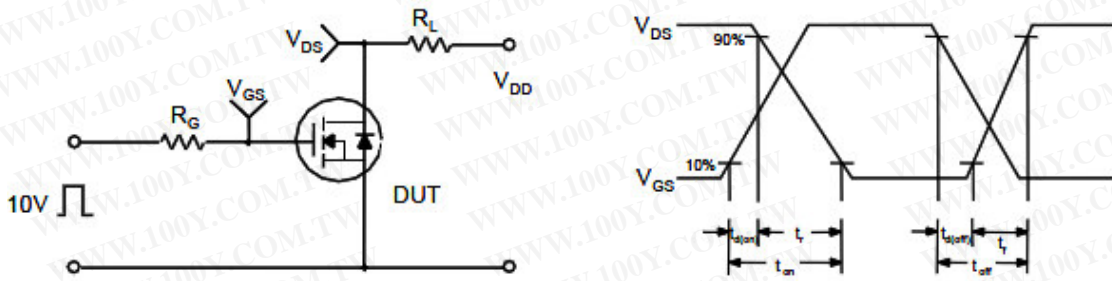 V_DS
R_L
V_DD
V_GS
R_G
10V
DUT
V_DS
90%
10%
V_GS
t_d(on)
t_r
t_on
t_d(off)
t_f
t_off
WWW.100Y.COM.TW